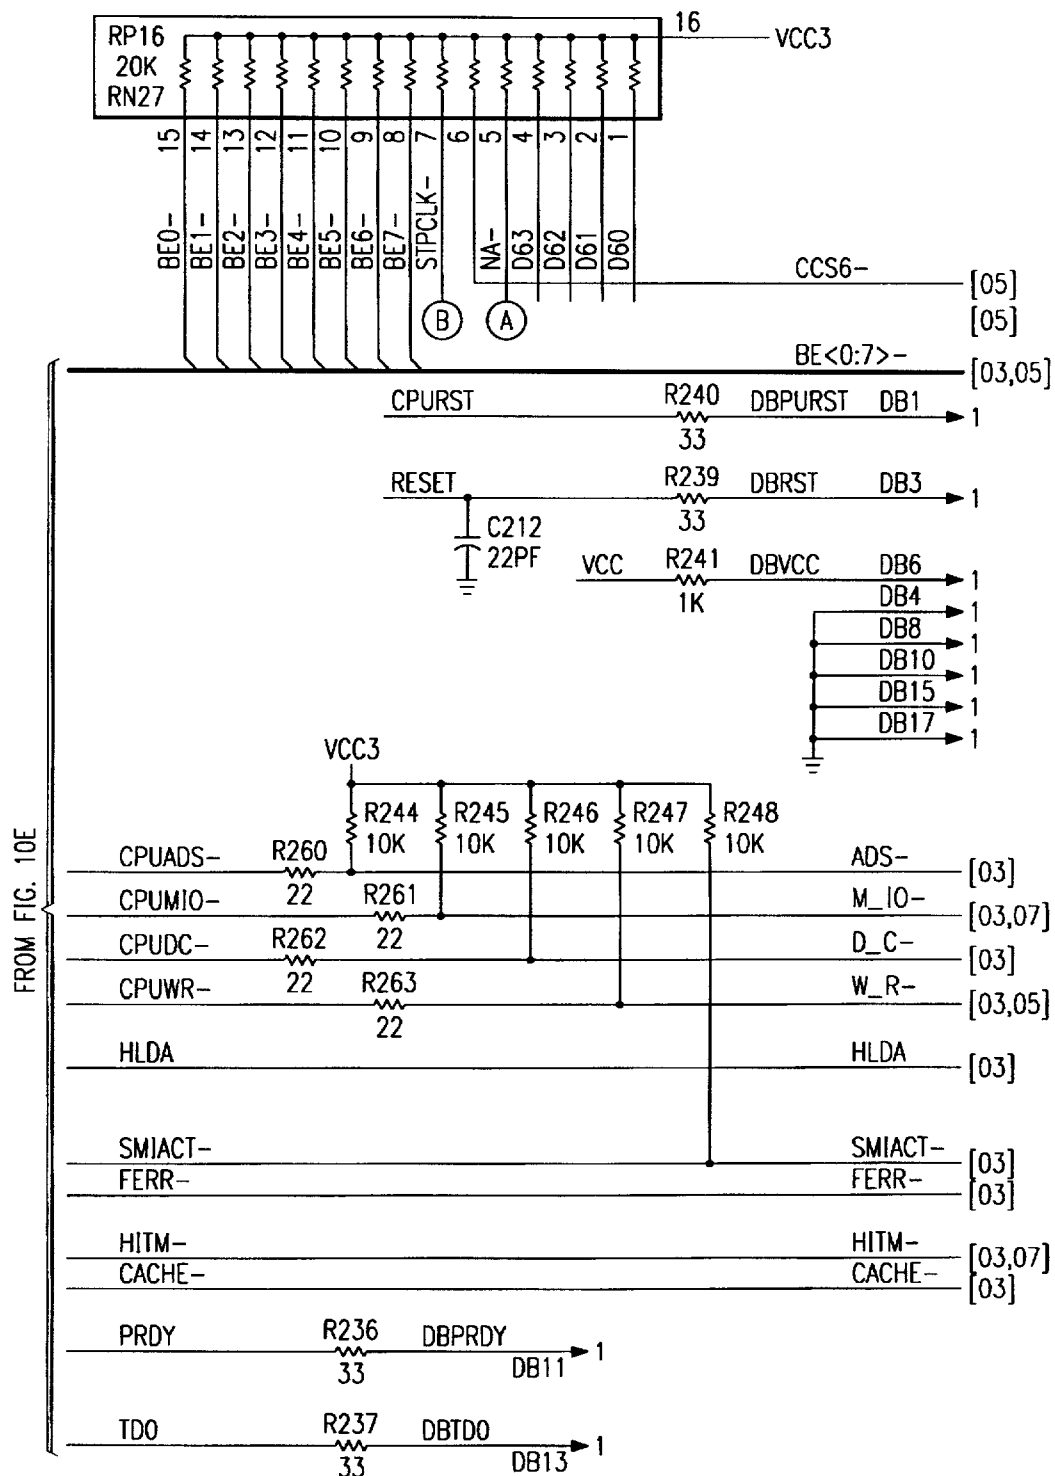 RP16
20K
RN27
16
VCC3
15
14
13
12
11
10
9
8
7
6
5
4
3
2
1
BE0-
BE1-
BE2-
BE3-
BE4-
BE5-
BE6-
BE7-
STPCLK-
NA-
D63
D62
D61
D60
B
A
CCS6-
[05]
[05]
BE<0:7>-
[03,05]
CPURST
R240
33
DBPURST
DB1
1
RESET
R239
33
DBRST
DB3
1
C212
22PF
VCC
R241
1K
DBVCC
DB6
1
DB4
1
DB8
1
DB10
1
DB15
1
DB17
1
VCC3
R244
10K
R245
10K
R246
10K
R247
10K
R248
10K
FROM FIG. 10E
CPUADS-
R260
22
ADS-
[03]
CPUMIO-
R261
22
M_IO-
[03,07]
CPUDC-
R262
22
D_C-
[03]
CPUWR-
R263
22
W_R-
[03,05]
HLDA
HLDA
[03]
SMIACT-
SMIACT-
[03]
FERR-
FERR-
[03]
HITM-
HITM-
[03,07]
CACHE-
CACHE-
[03]
PRDY
R236
33
DBPRDY
DB11
1
TDO
R237
33
DBTDO
DB13
1